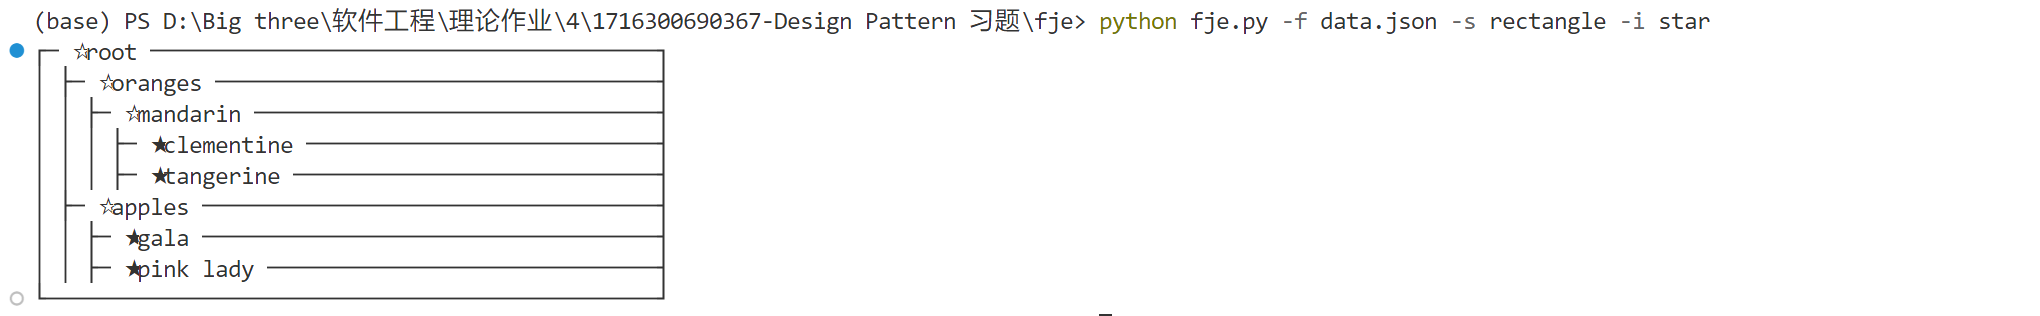 (base) PS D:\Big three\软件工程\理论作业\4\1716300690367-Design Pattern 习题\fje> python fje.py -f data.json -s rectangle -i star
┌─ ☆root ───────────────────────────────────────┐
│ ├─ ☆oranges ──────────────────────────────────┤
│ │ ├─ ☆mandarin ───────────────────────────────┤
│ │ │ ├─ ★clementine ───────────────────────────┤
│ │ │ ├─ ★tangerine ────────────────────────────┤
│ ├─ ☆apples ───────────────────────────────────┤
│ │ ├─ ★gala ───────────────────────────────────┤
│ │ ├─ ★pink lady ──────────────────────────────┤
└───────────────────────────────────────────────┘